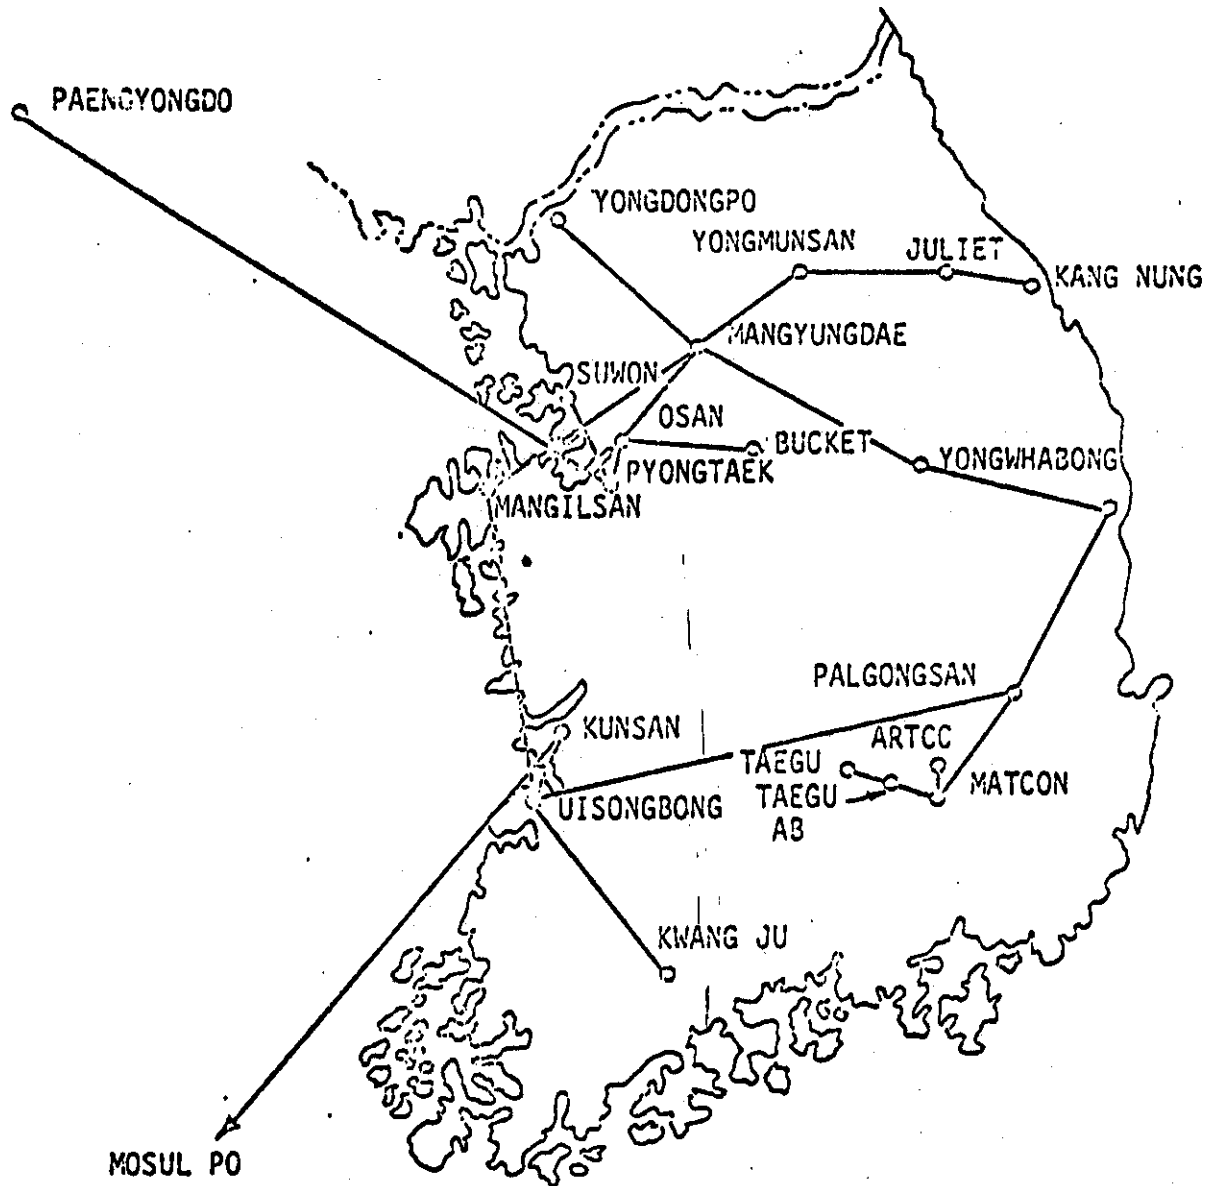 PAENGYONGDO
YONGDONGPO
YONGMUNSAN
JULIET
KANG NUNG
MANGYUNGDAE
SUWON
OSAN
BUCKET
YONGWHABONG
PYONGTAEK
MANGILSAN
PALGONGSAN
KUNSAN
ARTCC
TAEGU
MATCON
TAEGU
AB
UISONGBONG
KWANG JU
MOSUL PO